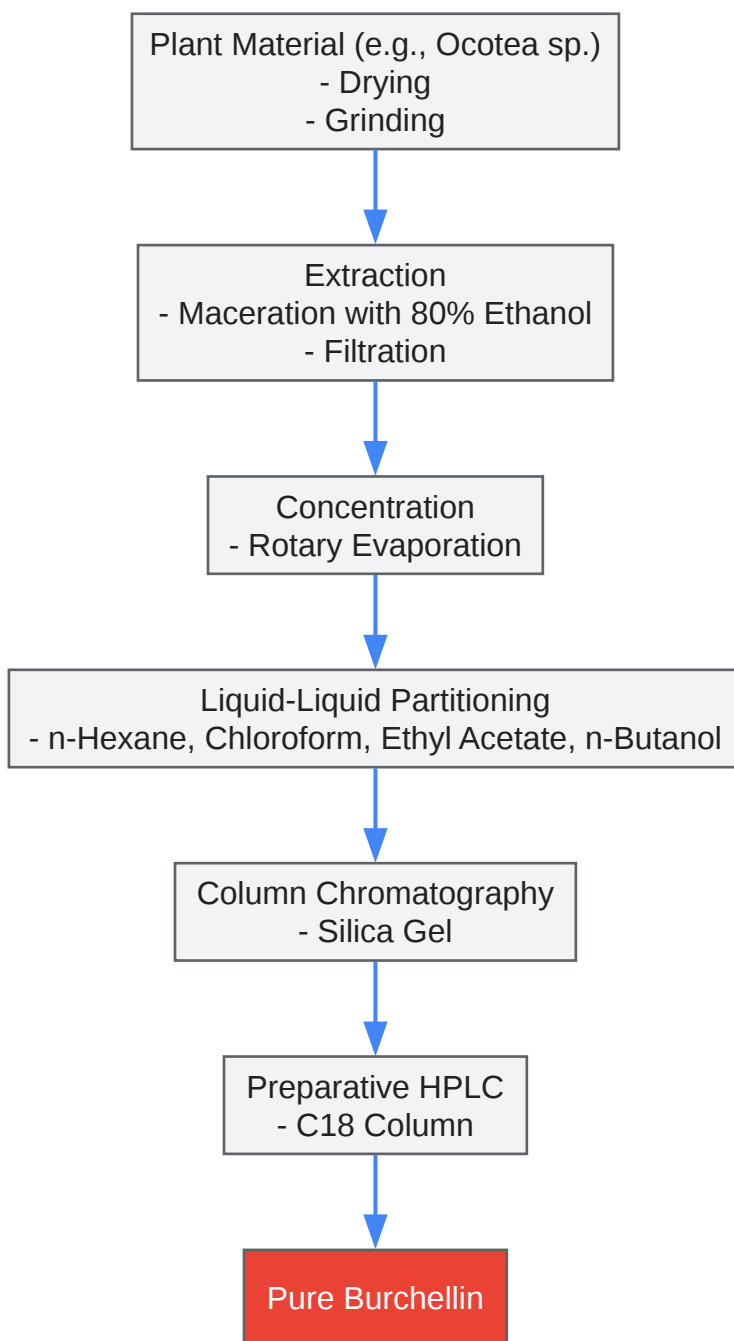 Plant Material (e.g., Ocotea sp.)
- Drying
- Grinding
Extraction
- Maceration with 80% Ethanol
- Filtration
Concentration
- Rotary Evaporation
Liquid-Liquid Partitioning
- n-Hexane, Chloroform, Ethyl Acetate, n-Butanol
Column Chromatography
- Silica Gel
Preparative HPLC
- C18 Column
Pure Burchellin